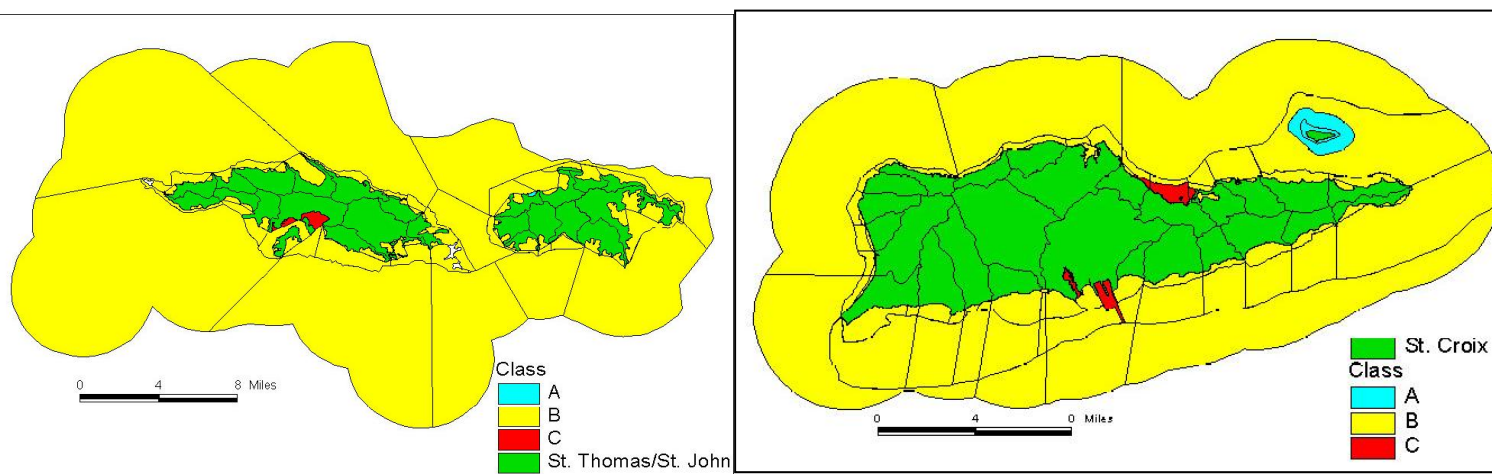 0 4 8 Miles
Class
A
B
C
St. Thomas/St. John
St. Croix
Class
A
B
C
0 4 0 Miles